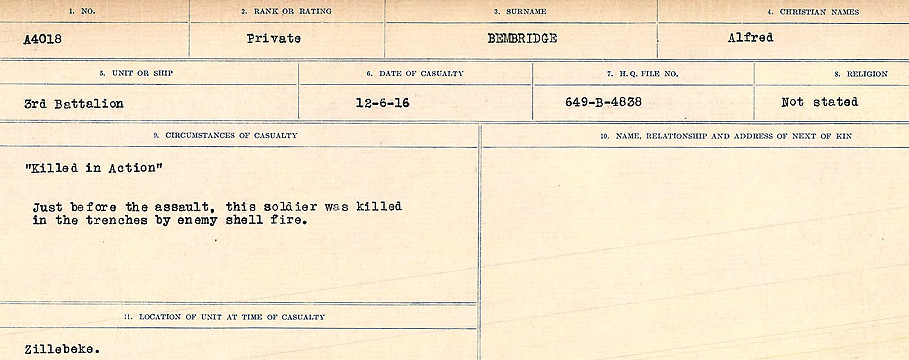 1. NO. 2. RANK OR RATING 3. SURNAME 4. CHRISTIAN NAMES
A4018 Private BEMBRIDGE Alfred
5. UNIT OR SHIP 6. DATE OF CASUALTY 7. H.Q. FILE NO. 8. RELIGION
3rd Battalion 12-6-16 649-B-4838 Not stated
9. CIRCUMSTANCES OF CASUALTY 10. NAME, RELATIONSHIP AND ADDRESS OF NEXT OF KIN
"Killed in Action"
Just before the assault, this soldier was killed
in the trenches by enemy shell fire.
11. LOCATION OF UNIT AT TIME OF CASUALTY
Zillebeke.